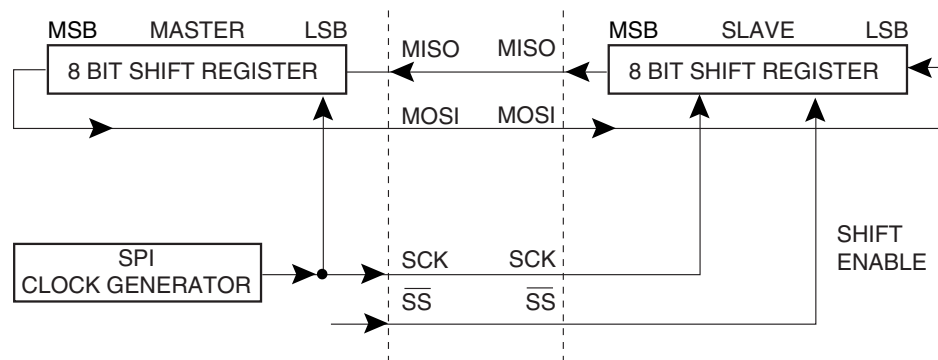 MSB MASTER LSB
8 BIT SHIFT REGISTER
MISO MISO
MSB SLAVE LSB
8 BIT SHIFT REGISTER
MOSI MOSI
SPI
CLOCK GENERATOR
SCK SCK
SS SS
SHIFT
ENABLE